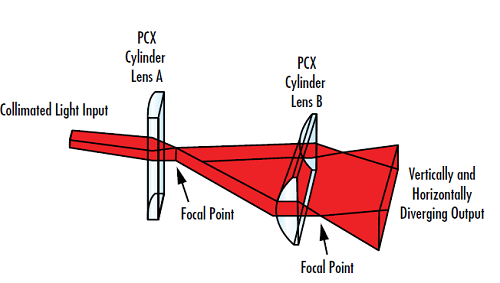 PCX
Cylinder
Lens A
PCX
Cylinder
Lens B
Collimated Light Input
Focal Point
Vertically and
Horizontally
Diverging Output
Focal Point